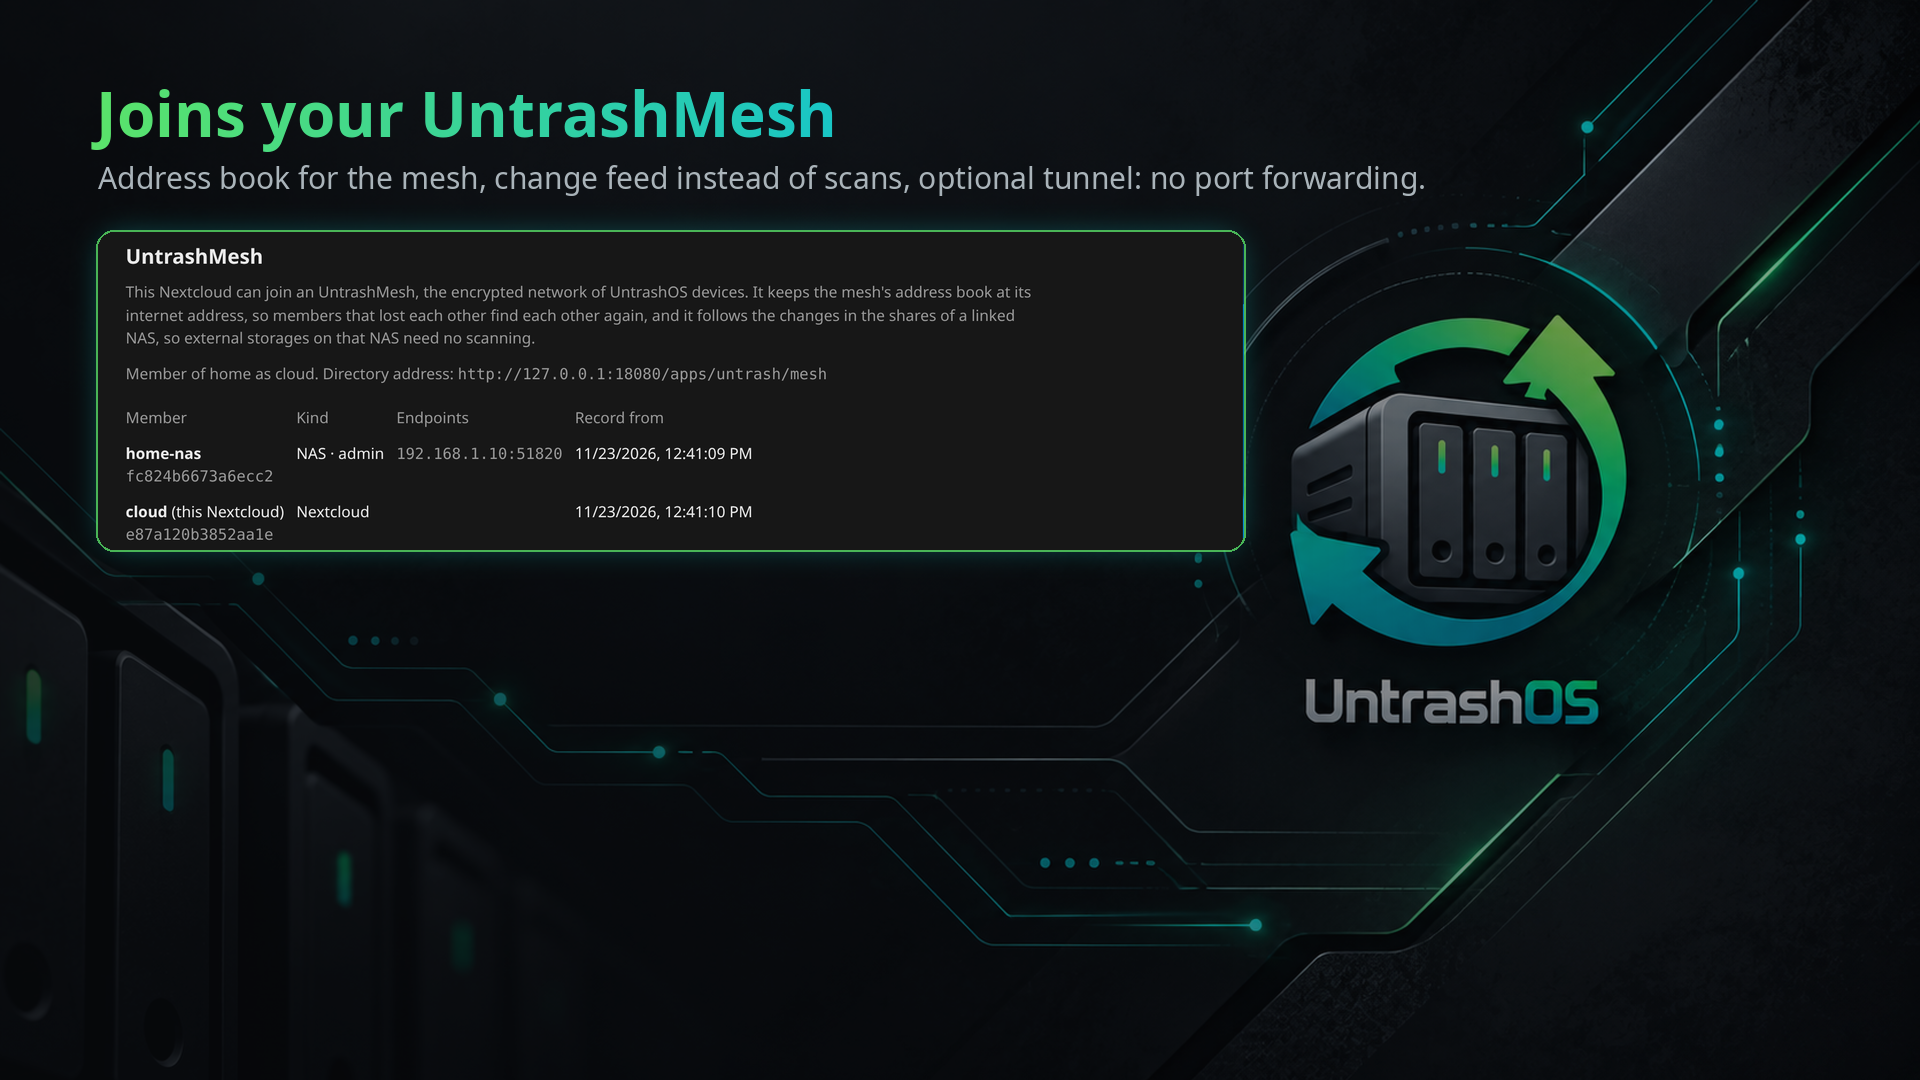 Joins your UntrashMesh
Address book for the mesh, change feed instead of scans, optional tunnel: no port forwarding.
UntrashMesh
This Nextcloud can join an UntrashMesh, the encrypted network of UntrashOS devices. It keeps the mesh's address book at its
internet address, so members that lost each other find each other again, and it follows the changes in the shares of a linked
NAS, so external storages on that NAS need no scanning.
Member of home as cloud. Directory address: http://127.0.0.1:18080/apps/untrash/mesh
Member Kind Endpoints Record from
home-nas NAS · admin 192.168.1.10:51820 11/23/2026, 12:41:09 PM
fc824b6673a6ecc2
cloud (this Nextcloud) Nextcloud 11/23/2026, 12:41:10 PM
e87a120b3852aa1e
UntrashOS